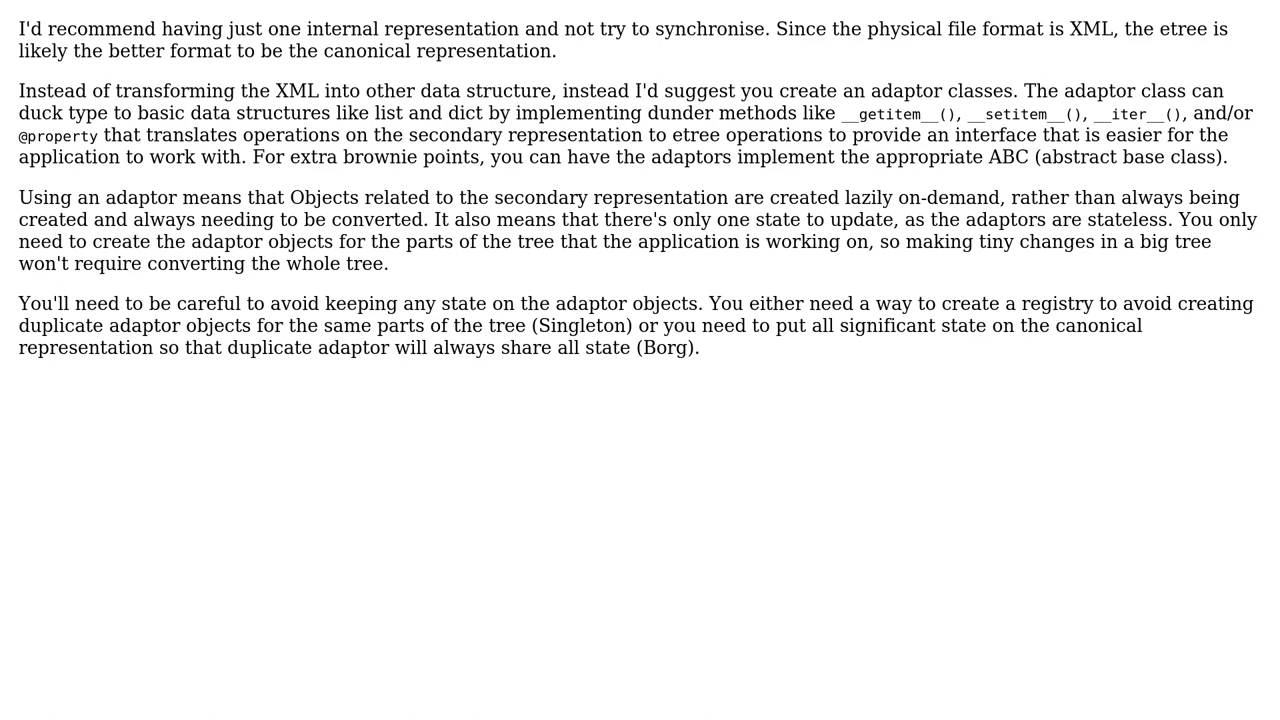 I'd recommend having just one internal representation and not try to synchronise. Since the physical file format is XML, the etree is
likely the better format to be the canonical representation.
Instead of transforming the XML into other data structure, instead I'd suggest you create an adaptor classes. The adaptor class can
duck type to basic data structures like list and dict by implementing dunder methods like __getitem__(), __setitem__(), __iter__(), and/or
@property that translates operations on the secondary representation to etree operations to provide an interface that is easier for the
application to work with. For extra brownie points, you can have the adaptors implement the appropriate ABC (abstract base class).
Using an adaptor means that Objects related to the secondary representation are created lazily on-demand, rather than always being
created and always needing to be converted. It also means that there's only one state to update, as the adaptors are stateless. You only
need to create the adaptor objects for the parts of the tree that the application is working on, so making tiny changes in a big tree
won't require converting the whole tree.
You'll need to be careful to avoid keeping any state on the adaptor objects. You either need a way to create a registry to avoid creating
duplicate adaptor objects for the same parts of the tree (Singleton) or you need to put all significant state on the canonical
representation so that duplicate adaptor will always share all state (Borg).